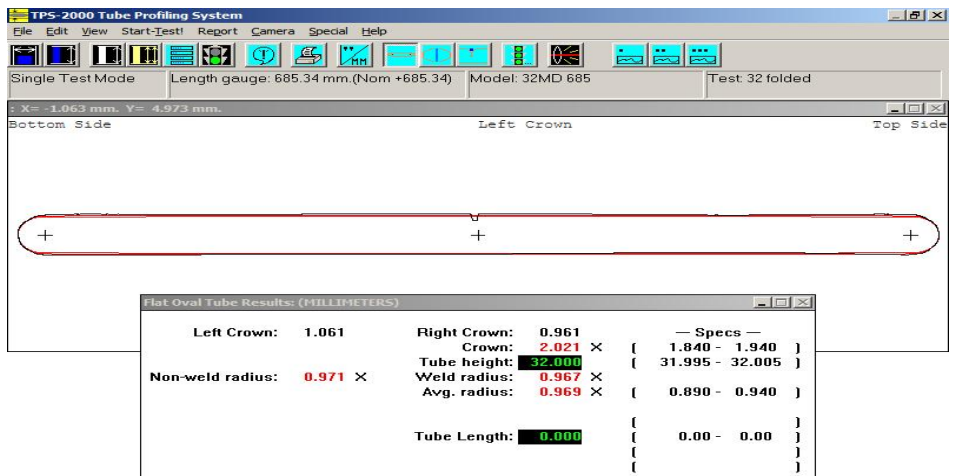 TPS-2000 Tube Profiling System
File Edit View Start-Test! Report Camera Special Help
MM
Single Test Mode Length gauge: 685.34 mm.(Nom +685.34) Model: 32MD 685 Test: 32 folded
: X= -1.063 mm. Y= 4.973 mm.
Bottom Side Left Crown Top Side
Flat Oval Tube Results: (MILLIMETERS)
Left Crown: 1.061 Right Crown: 0.961 — Specs —
Crown: 2.021 X [ 1.840 - 1.940 ]
Tube height: 32.000 [ 31.995 - 32.005 ]
Non-weld radius: 0.971 X Weld radius: 0.967 X
Avg. radius: 0.969 X [ 0.890 - 0.940 ]
[ ]
Tube Length: 0.000 [ 0.00 - 0.00 ]
[ ]
[ ]